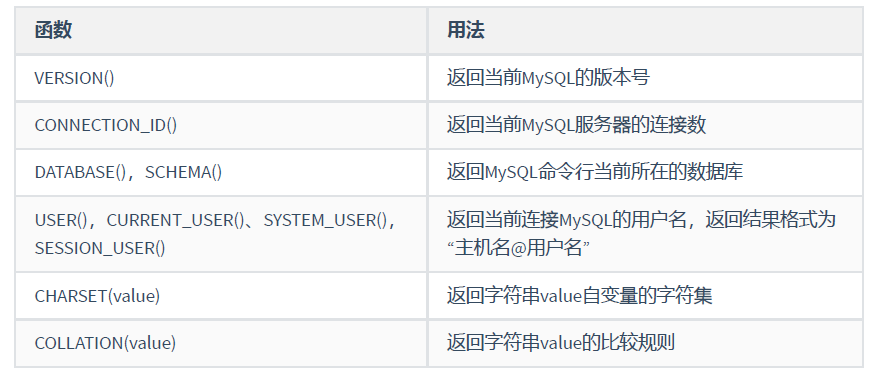 函数 用法
VERSION() 返回当前MySQL的版本号
CONNECTION_ID() 返回当前MySQL服务器的连接数
DATABASE()，SCHEMA() 返回MySQL命令行当前所在的数据库
USER()，CURRENT_USER()、SYSTEM_USER()，
SESSION_USER()
返回当前连接MySQL的用户名，返回结果格式为
“主机名@用户名”
CHARSET(value) 返回字符串value自变量的字符集
COLLATION(value) 返回字符串value的比较规则